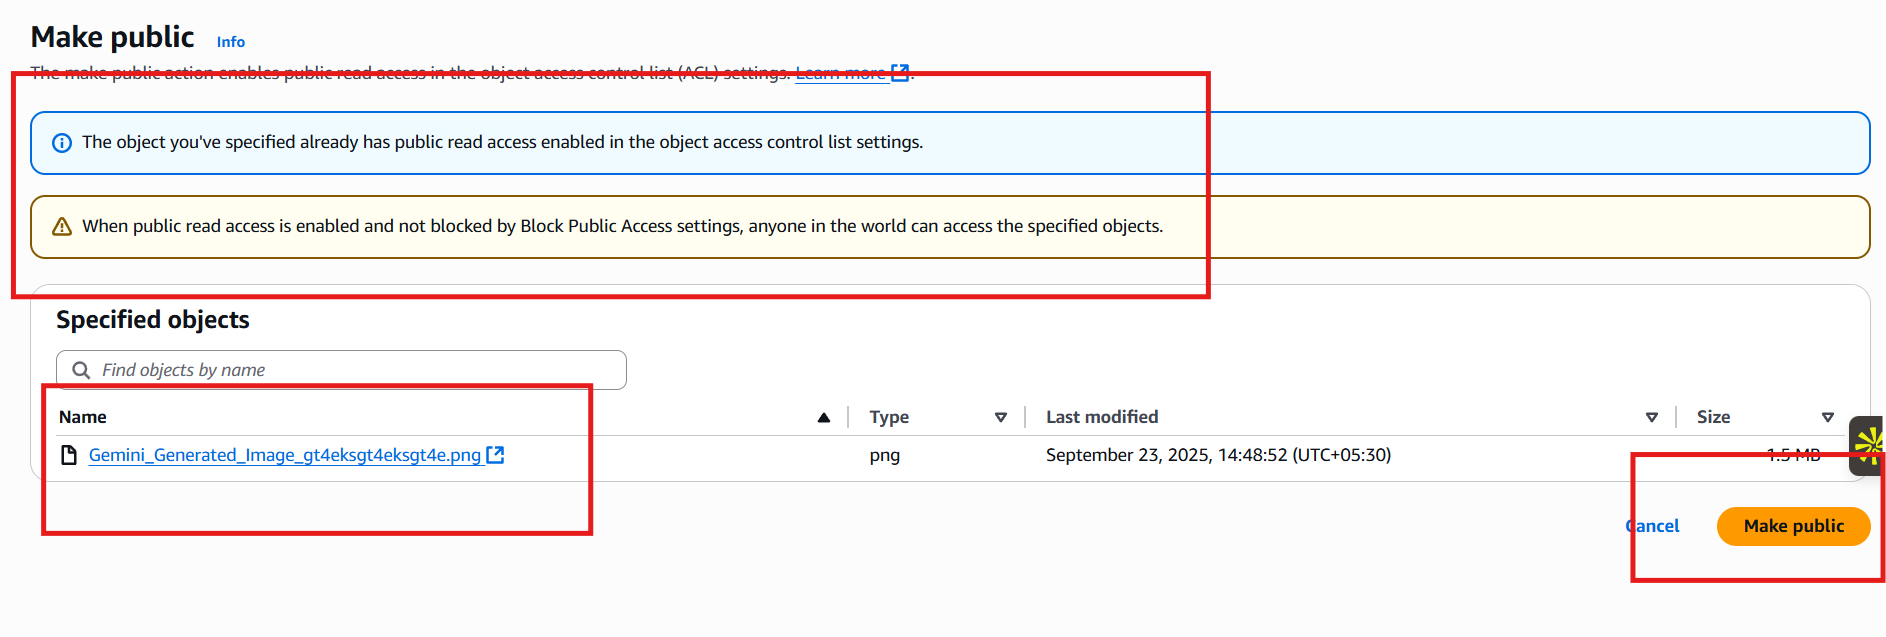 Make public Info
The make public action enables public read access in the object access control list (ACL) settings. Learn more.
The object you've specified already has public read access enabled in the object access control list settings.
When public read access is enabled and not blocked by Block Public Access settings, anyone in the world can access the specified objects.
Specified objects
Find objects by name
Name Type Last modified Size
Gemini_Generated_Image_gt4eksgt4eksgt4e.png png September 23, 2025, 14:48:52 (UTC+05:30) 1.5 MB
Cancel Make public